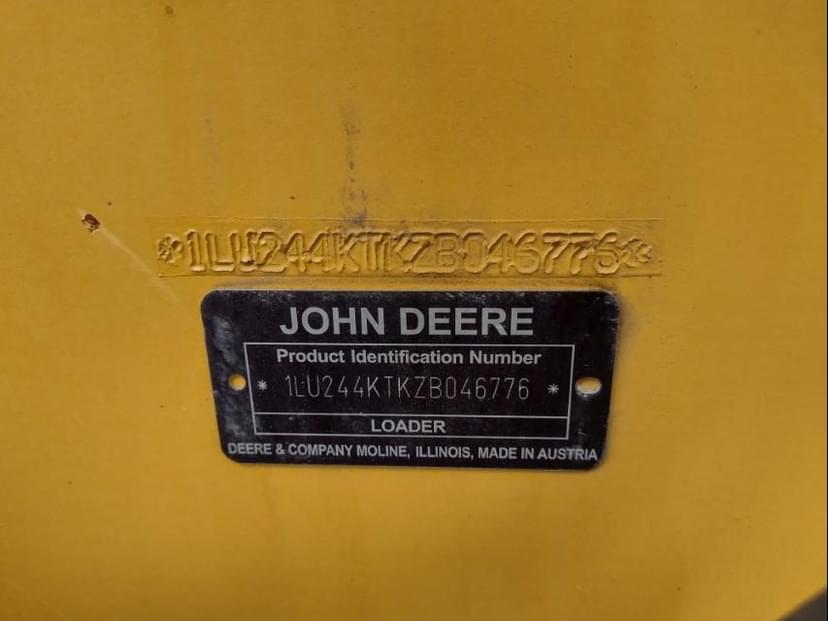 *1LU244KTKZB046776*
JOHN DEERE
Product Identification Number
* 1LU244KTKZB046776 *
LOADER
DEERE & COMPANY MOLINE, ILLINOIS, MADE IN AUSTRIA